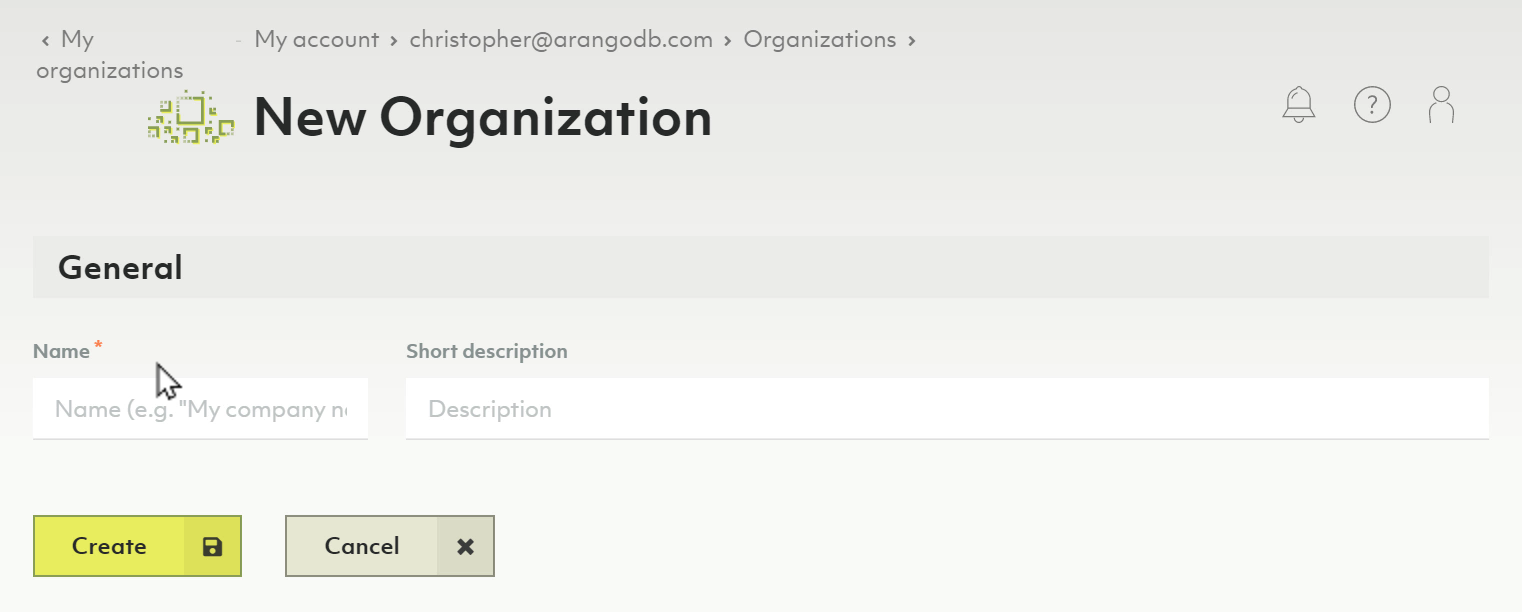 ‹ My organizations
- My account › christopher@arangodb.com › Organizations ›
New Organization
?
General
Name *
Short description
Name (e.g. "My company n
Description
Create
Cancel